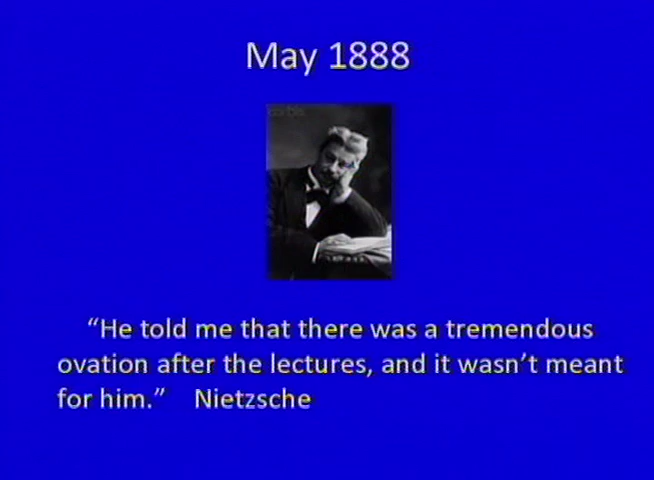 May 1888
corbis
“He told me that there was a tremendous
ovation after the lectures, and it wasn’t meant
for him.” Nietzsche